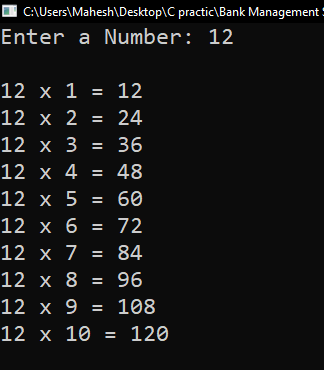 C:\Users\Mahesh\Desktop\C practic\Bank Management
Enter a Number: 12
12 x 1 = 12
12 x 2 = 24
12 x 3 = 36
12 x 4 = 48
12 x 5 = 60
12 x 6 = 72
12 x 7 = 84
12 x 8 = 96
12 x 9 = 108
12 x 10 = 120